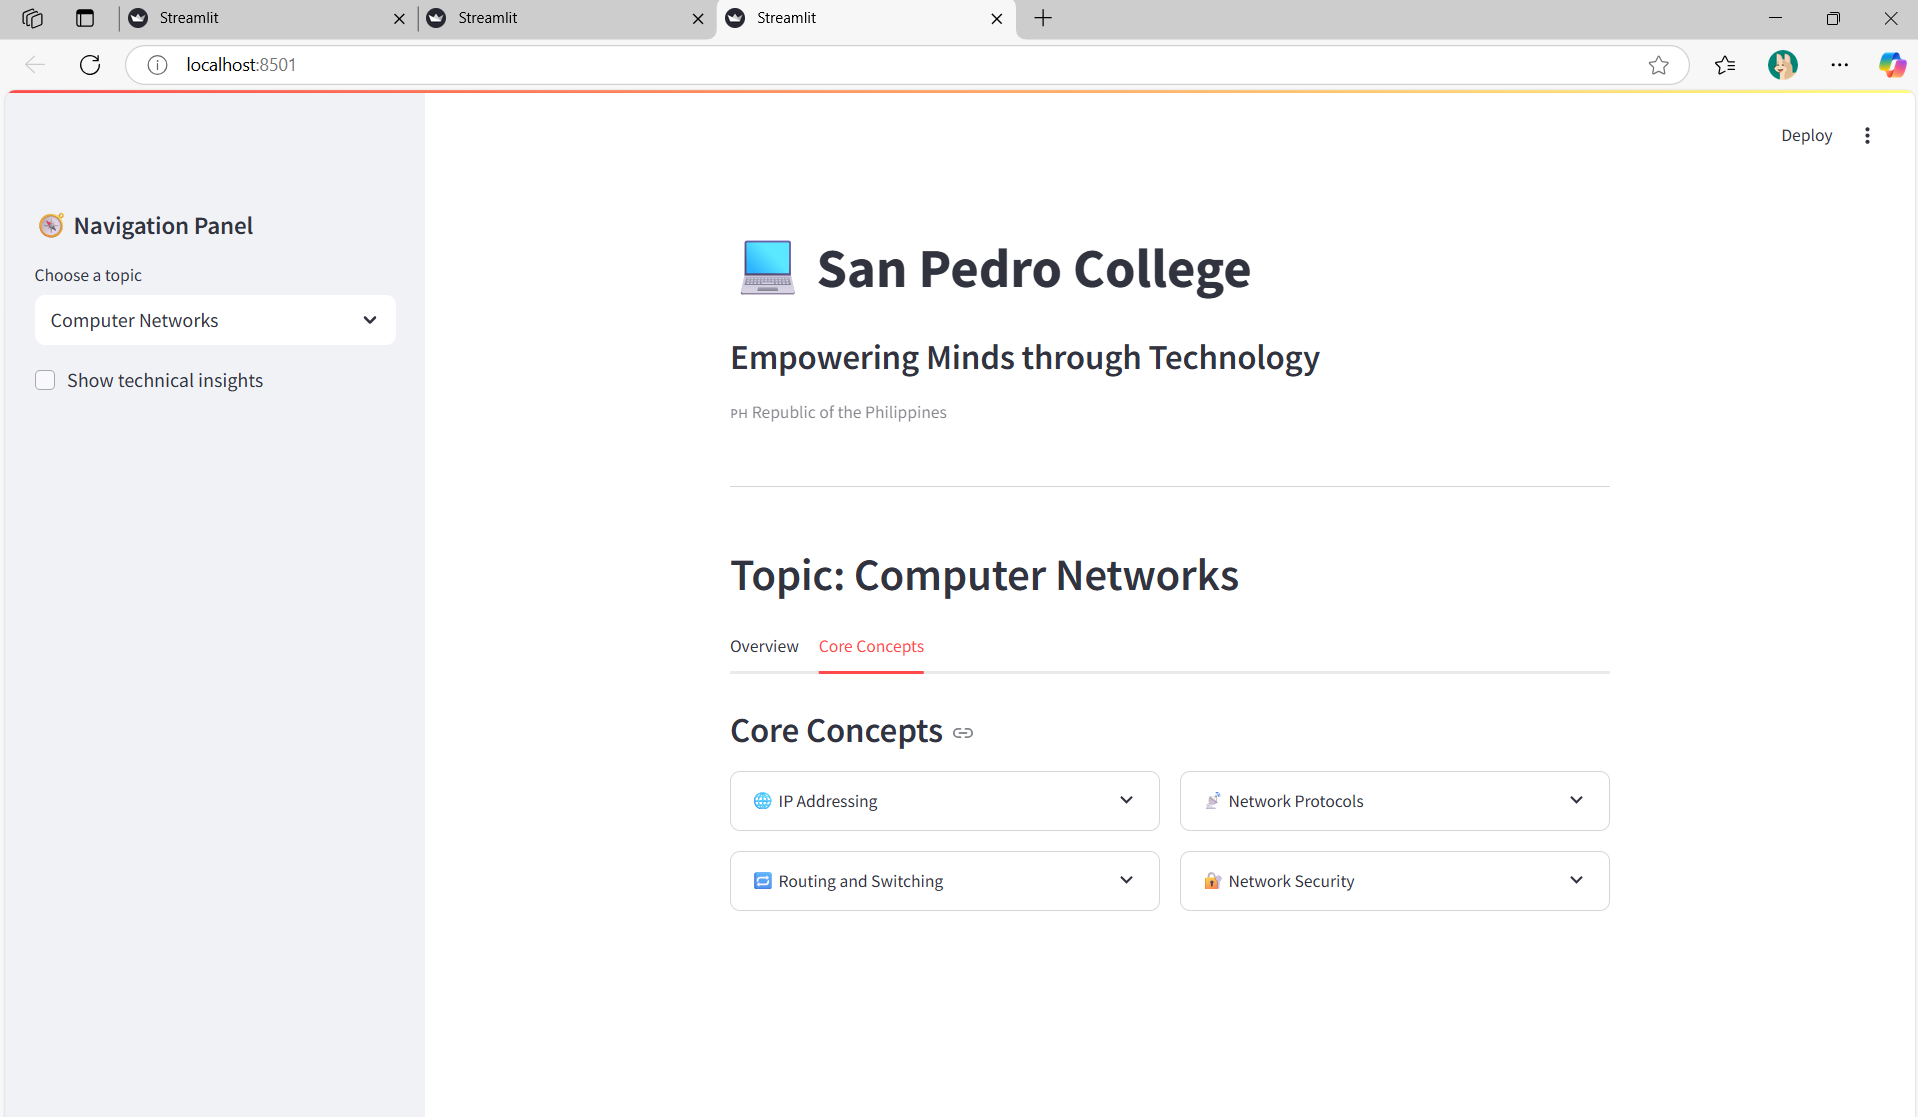 Streamlit
Streamlit
Streamlit
localhost:8501
Deploy
Navigation Panel
Choose a topic
Computer Networks
Show technical insights
San Pedro College
Empowering Minds through Technology
PH Republic of the Philippines
Topic: Computer Networks
Overview
Core Concepts
Core Concepts
IP Addressing
Network Protocols
Routing and Switching
Network Security